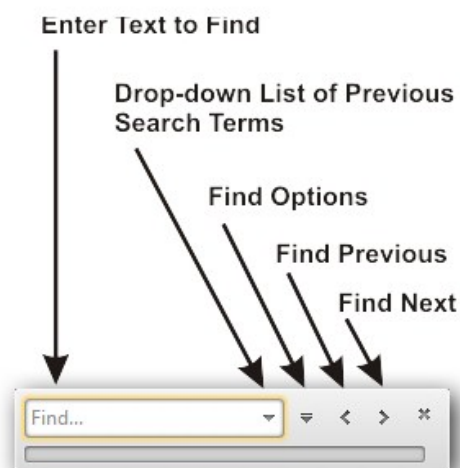 Enter Text to Find
Drop-down List of Previous
Search Terms
Find Options
Find Previous
Find Next
Find...